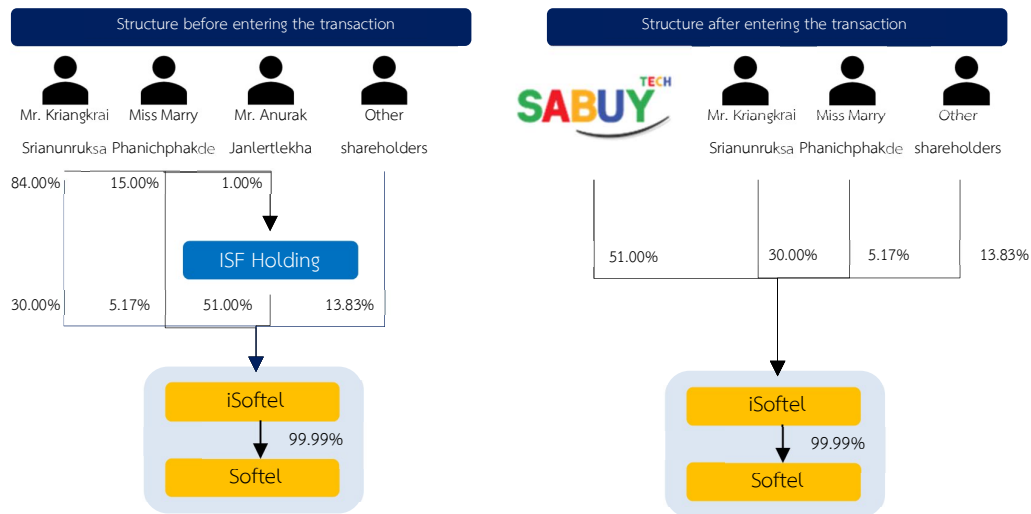 Structure before entering the transaction
Mr. Kriangkrai Miss Marry Mr. Anurak Other
Srianunruksa Phanichphakde Janlertlekha shareholders
84.00% 15.00% 1.00%
ISF Holding
30.00% 5.17% 51.00% 13.83%
iSoftel
99.99%
Softel
Structure after entering the transaction
SABUY TECH
Mr. Kriangkrai Miss Marry Other
Srianunruksa Phanichphakde shareholders
51.00% 30.00% 5.17% 13.83%
iSoftel
99.99%
Softel